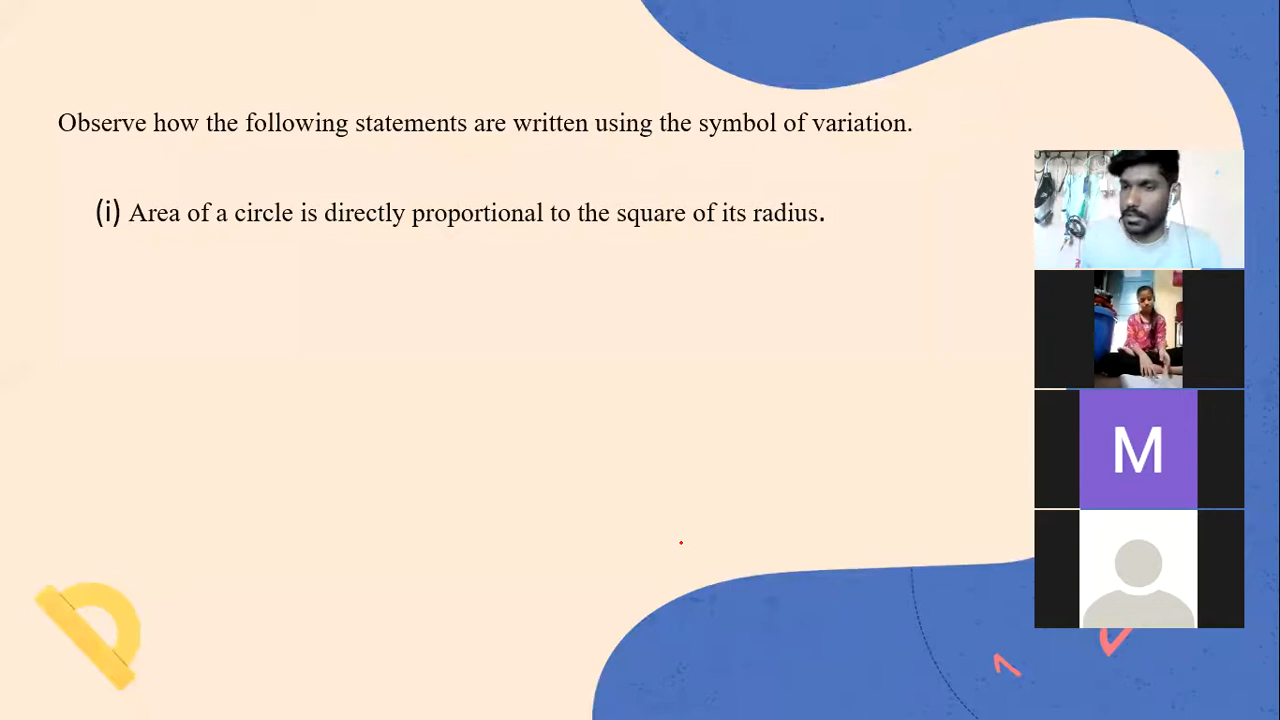 Observe how the following statements are written using the symbol of variation.
(i) Area of a circle is directly proportional to the square of its radius.
M